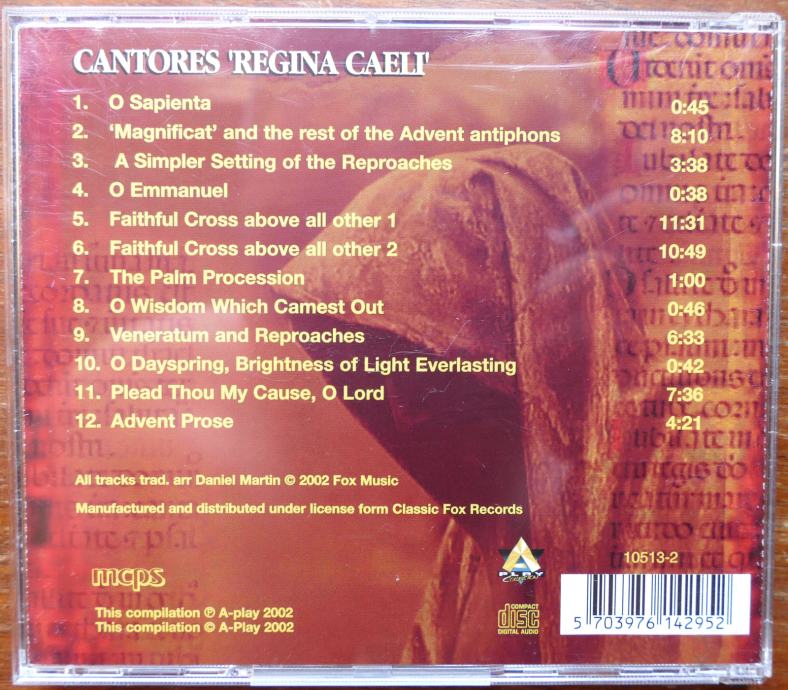 CANTORES 'REGINA CAELI'
1. O Sapienta 0:45
2. 'Magnificat' and the rest of the Advent antiphons 8:10
3. A Simpler Setting of the Reproaches 3:38
4. O Emmanuel 0:38
5. Faithful Cross above all other 1 11:31
6. Faithful Cross above all other 2 10:49
7. The Palm Procession 1:00
8. O Wisdom Which Camest Out 0:46
9. Veneratum and Reproaches 6:33
10. O Dayspring, Brightness of Light Everlasting 0:42
11. Plead Thou My Cause, O Lord 7:36
12. Advent Prose 4:21
All tracks trad. arr Daniel Martin © 2002 Fox Music
Manufactured and distributed under license form Classic Fox Records
A PLAY
COLLECTION
10513-2
mcps
This compilation ℗ A-play 2002
This compilation © A-Play 2002
COMPACT
disc
DIGITAL AUDIO
5 703976 142952